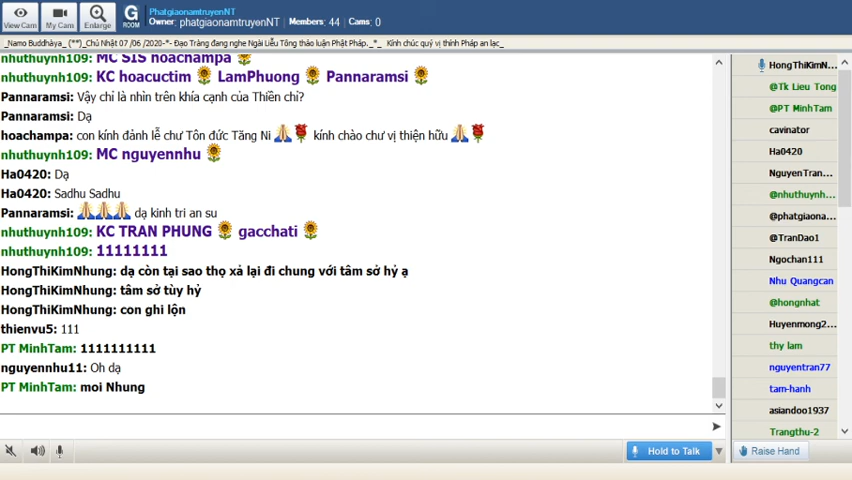 View Cam
My Cam
Enlarge
G
ROOM
PhatgiaonamtruyenNT
Owner: phatgiaonamtruyenNT Members: 44 Cams: 0
_Namo Buddhàya_ (**)_Chủ Nhật 07 /06 /2020-*- Đạo Tràng đang nghe Ngài Liễu Tông thảo luận Phật Pháp._*_ Kính chúc quý vị thính Pháp an lạc_
nhuthuynh109: MC SIS hoachampa
nhuthuynh109: KC hoacuctim LamPhuong Pannaramsi
Pannaramsi: Vậy chỉ là nhìn trên khía cạnh của Thiền chi?
Pannaramsi: Dạ
hoachampa: con kính đảnh lễ chư Tôn đức Tăng Ni kính chào chư vị thiện hữu
nhuthuynh109: MC nguyennhu
Ha0420: Dạ
Ha0420: Sadhu Sadhu
Pannaramsi: dạ kinh tri an su
nhuthuynh109: KC TRAN PHUNG gacchati
nhuthuynh109: 11111111
HongThiKimNhung: dạ còn tại sao thọ xả lại đi chung với tâm sở hỷ ạ
HongThiKimNhung: tâm sở tùy hỷ
HongThiKimNhung: con ghi lộn
thienvu5: 111
PT MinhTam: 1111111111
nguyennhu11: Oh dạ
PT MinhTam: moi Nhung
Hold to Talk
HongThiKimN...
@Tk Lieu Tong
@PT MinhTam
cavinator
Ha0420
NguyenTran...
@nhuthuynh...
@phatgiaona...
@TranDao1
Ngochan111
Nhu Quangcan
@hongnhat
Huyenmong2...
thy lam
nguyentran77
tam-hanh
asiandoo1937
Trangthu-2
Raise Hand